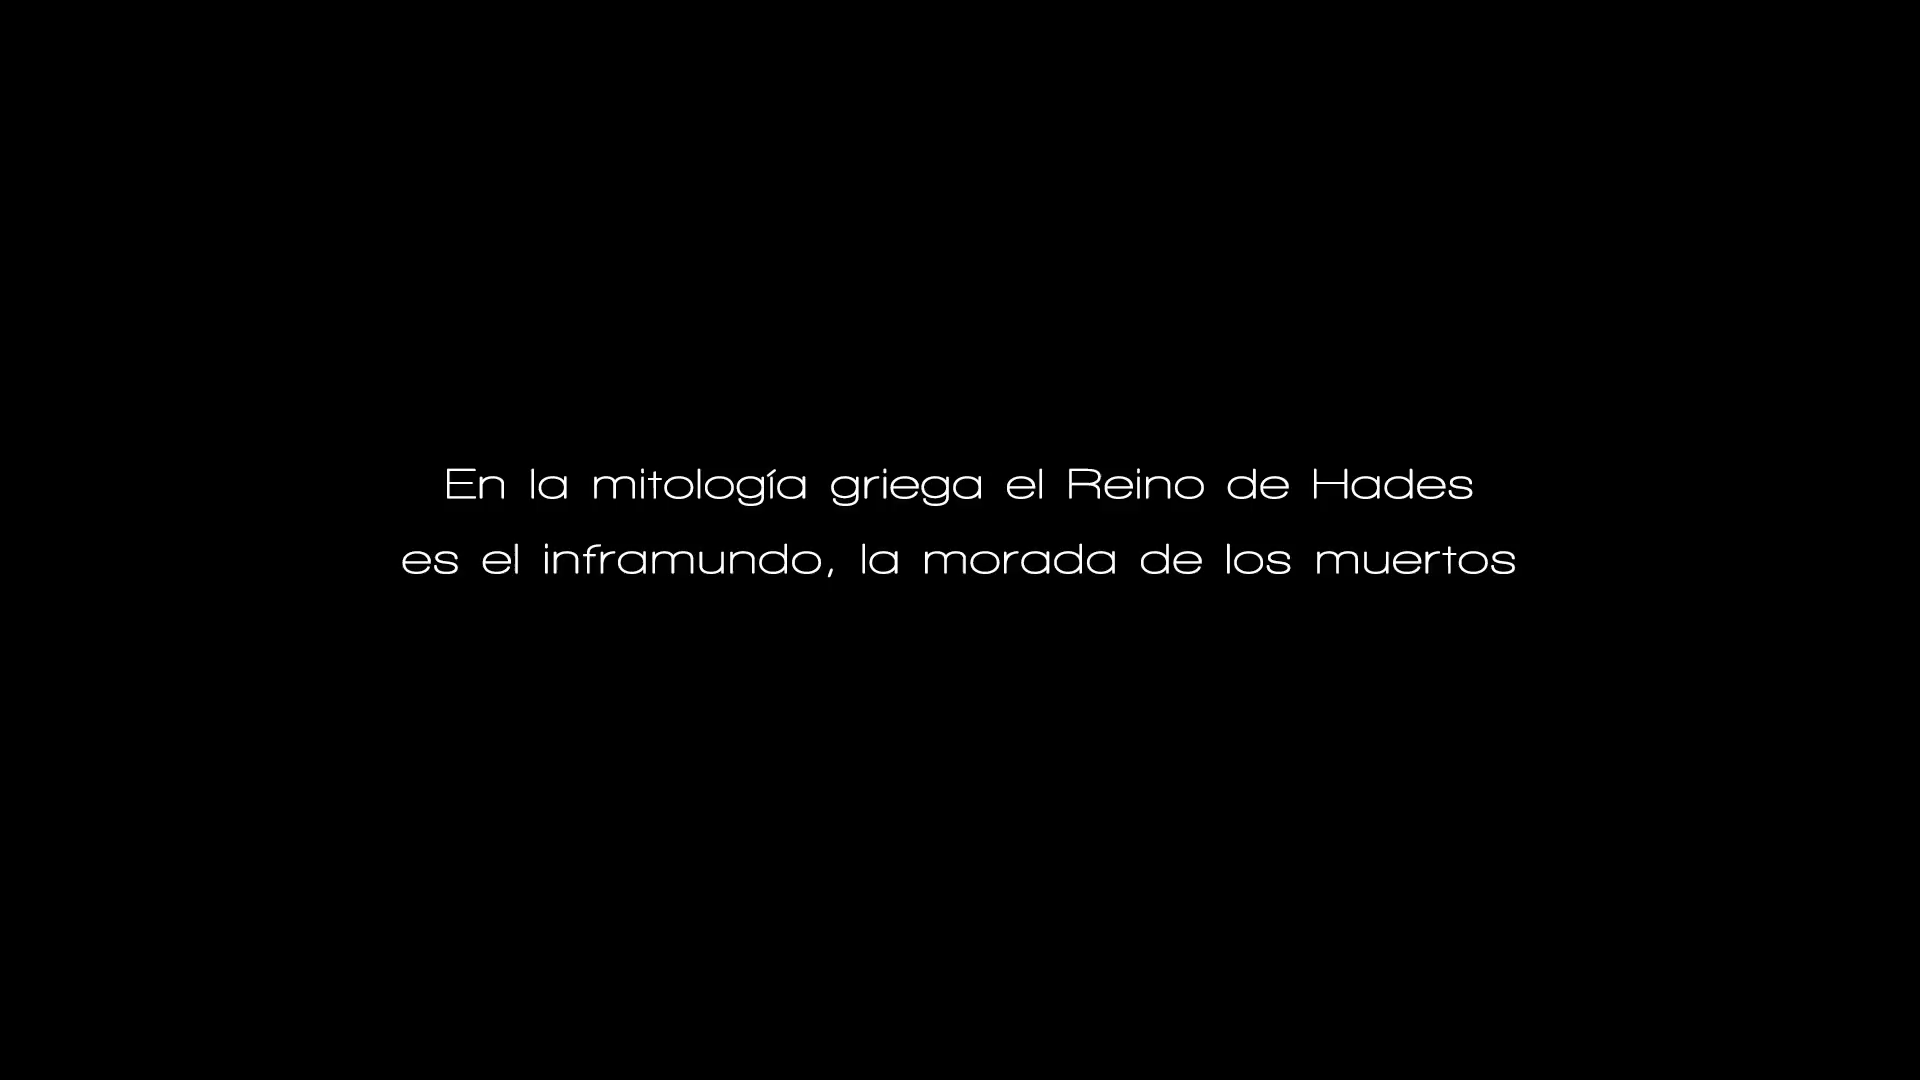 En la mitología griega el Reino de Hades
es el inframundo, la morada de los muertos